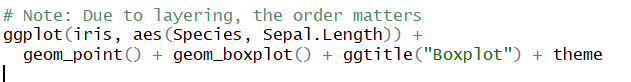 # Note: Due to layering, the order matters
ggplot(iris, aes(Species, Sepal.Length)) +
geom_point() + geom_boxplot() + ggtitle("Boxplot") + theme